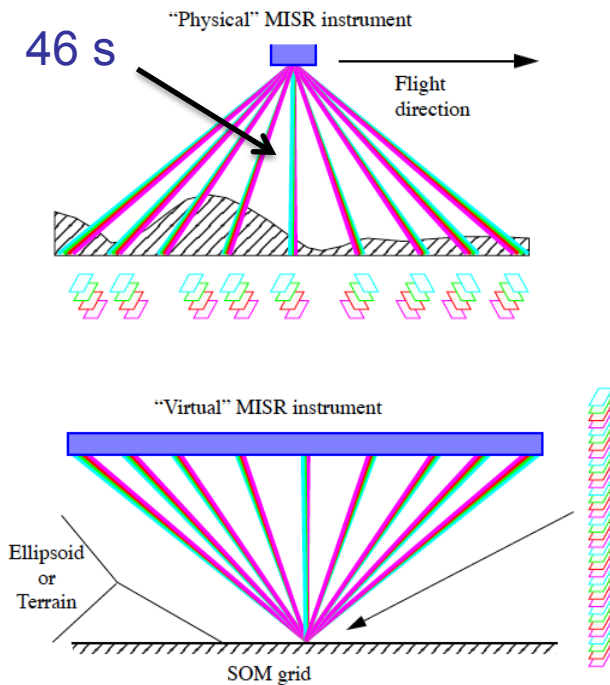 “Physical” MISR instrument
46 s
Flight
direction
“Virtual” MISR instrument
Ellipsoid
or
Terrain
SOM grid